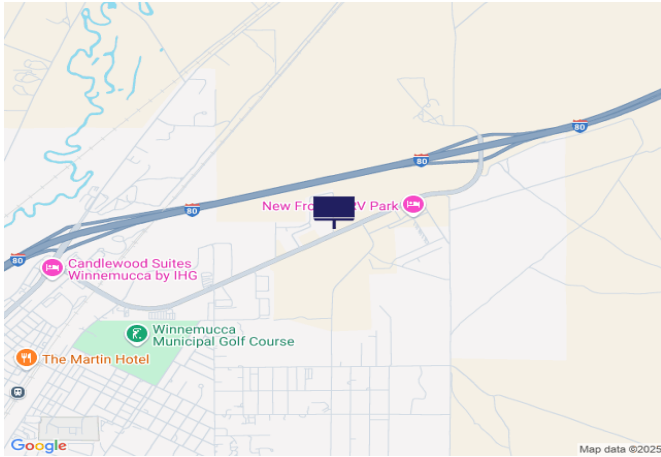 80
80
80
New Fro RV Park
80
Candlewood Suites
Winnemucca by IHG
Winnemucca
Municipal Golf Course
The Martin Hotel
Google
Map data ©2025